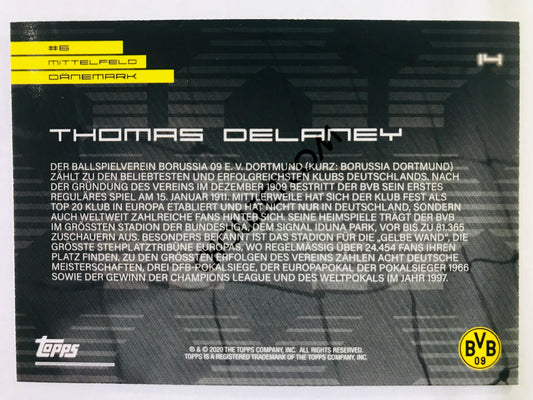 #6
MITTELFELD
DÄNEMARK
14
THOMAS DELANEY
DER BALLSPIELVEREIN BORUSSIA 09 E. V. DORTMUND (KURZ: BORUSSIA DORTMUND)
ZÄHLT ZU DEN BELIEBTESTEN UND ERFOLGREICHSTEN KLUBS DEUTSCHLANDS. NACH
DER GRÜNDUNG DES VEREINS IM DEZEMBER 1909 BESTRITT DER BVB SEIN ERSTES
REGULÄRES SPIEL AM 15. JANUAR 1911. MITTLERWEILE HAT SICH DER KLUB FEST ALS
TOP 20 KLUB IN EUROPA ETABLIERT UND HAT NICHT NUR IN DEUTSCHLAND, SONDERN
AUCH WELTWEIT ZAHLREICHE FANS HINTER SICH. SEINE HEIMSPIELE TRÄGT DER BVB
IM GRÖSSTEN STADION DER BUNDESLIGA, DEM SIGNAL IDUNA PARK, VOR BIS ZU 81.365
ZUSCHAUERN AUS. BESONDERS BEKANNT IST DAS STADION FÜR DIE „GELBE WAND", DIE
GRÖSSTE STEHPLATZTRIBÜNE EUROPAS, WO REGELMÄSSIG ÜBER 24.454 FANS IHREN
PLATZ FINDEN. ZU DEN GRÖSSTEN ERFOLGEN DES VEREINS ZÄHLEN ACHT DEUTSCHE
MEISTERSCHAFTEN, DREI DFB-POKALSIEGE, DER EUROPAPOKAL DER POKALSIEGER 1966
SOWIE DER GEWINN DER CHAMPIONS LEAGUE UND DES WELTPOKALS IM JAHR 1997.
Topps
® & © 2020 THE TOPPS COMPANY, INC. ALL RIGHTS RESERVED.
TOPPS IS A REGISTERED TRADEMARK OF THE TOPPS COMPANY, INC.
BVB
09